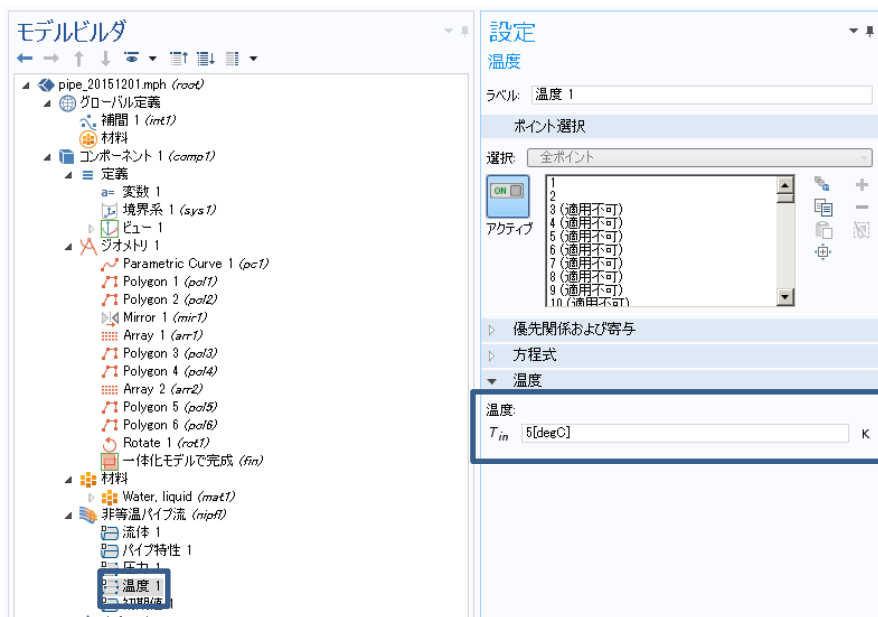 モデルビルダ
pipe_20151201.mph (root)
グローバル定義
補間 1 (int1)
材料
コンポーネント 1 (comp1)
定義
a= 変数 1
境界系 1 (sys1)
ビュー 1
ジオメトリ 1
Parametric Curve 1 (pc1)
Polygon 1 (pol1)
Polygon 2 (pol2)
Mirror 1 (mir1)
Array 1 (arr1)
Polygon 3 (pol3)
Polygon 4 (pol4)
Array 2 (arr2)
Polygon 5 (pol5)
Polygon 6 (pol6)
Rotate 1 (rot1)
一体化モデルで完成 (fin)
材料
Water, liquid (mat1)
非等温パイプ流 (nipfl)
流体 1
パイプ特性 1
圧力 1
温度 1
初期値 1
設定
温度
ラベル: 温度 1
ポイント選択
選択: 全ポイント
ON
アクティブ
1
2
3 (適用不可)
4 (適用不可)
5 (適用不可)
6 (適用不可)
7 (適用不可)
8 (適用不可)
9 (適用不可)
10 (適用不可)
優先関係および寄与
方程式
温度
温度:
Tin 5[degC] K